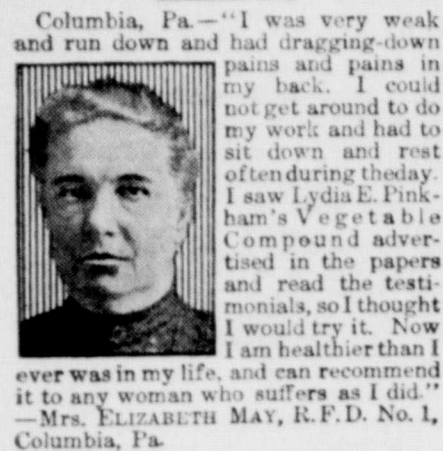 Columbia, Pa.—"I was very weak
and run down and had dragging-down
pains and pains in
my back. I could
not get around to do
my work and had to
sit down and rest
often during theday.
I saw Lydia E. Pink-
ham's Vegetable
Compound adver-
tised in the papers
and read the testi-
monials, so I thought
I would try it. Now
I am healthier than I
ever was in my life, and can recommend
it to any woman who suffers as I did."
—Mrs. ELIZABETH MAY, R.F.D. No. 1,
Columbia, Pa.